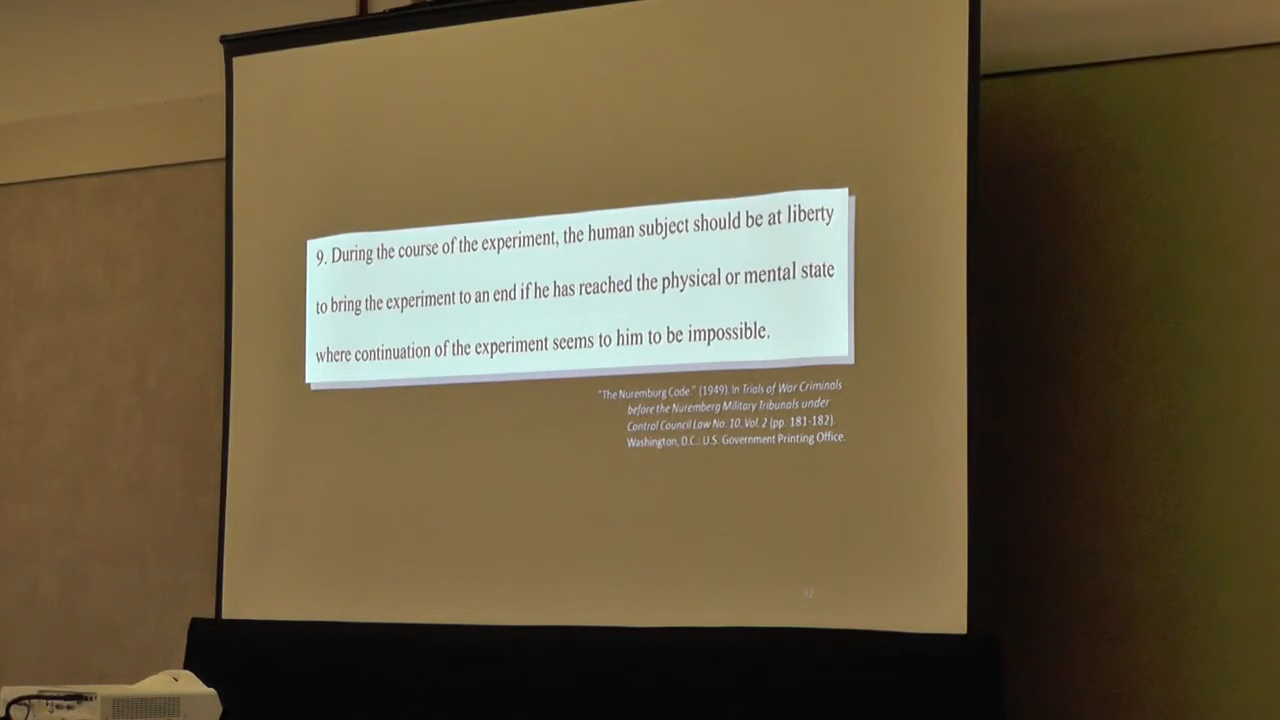 9. During the course of the experiment, the human subject should be at liberty
to bring the experiment to an end if he has reached the physical or mental state
where continuation of the experiment seems to him to be impossible.
"The Nuremburg Code." (1949). In Trials of War Criminals
before the Nuremberg Military Tribunals under
Control Council Law No. 10, Vol. 2 (pp. 181-182).
Washington, D.C.: U.S. Government Printing Office.